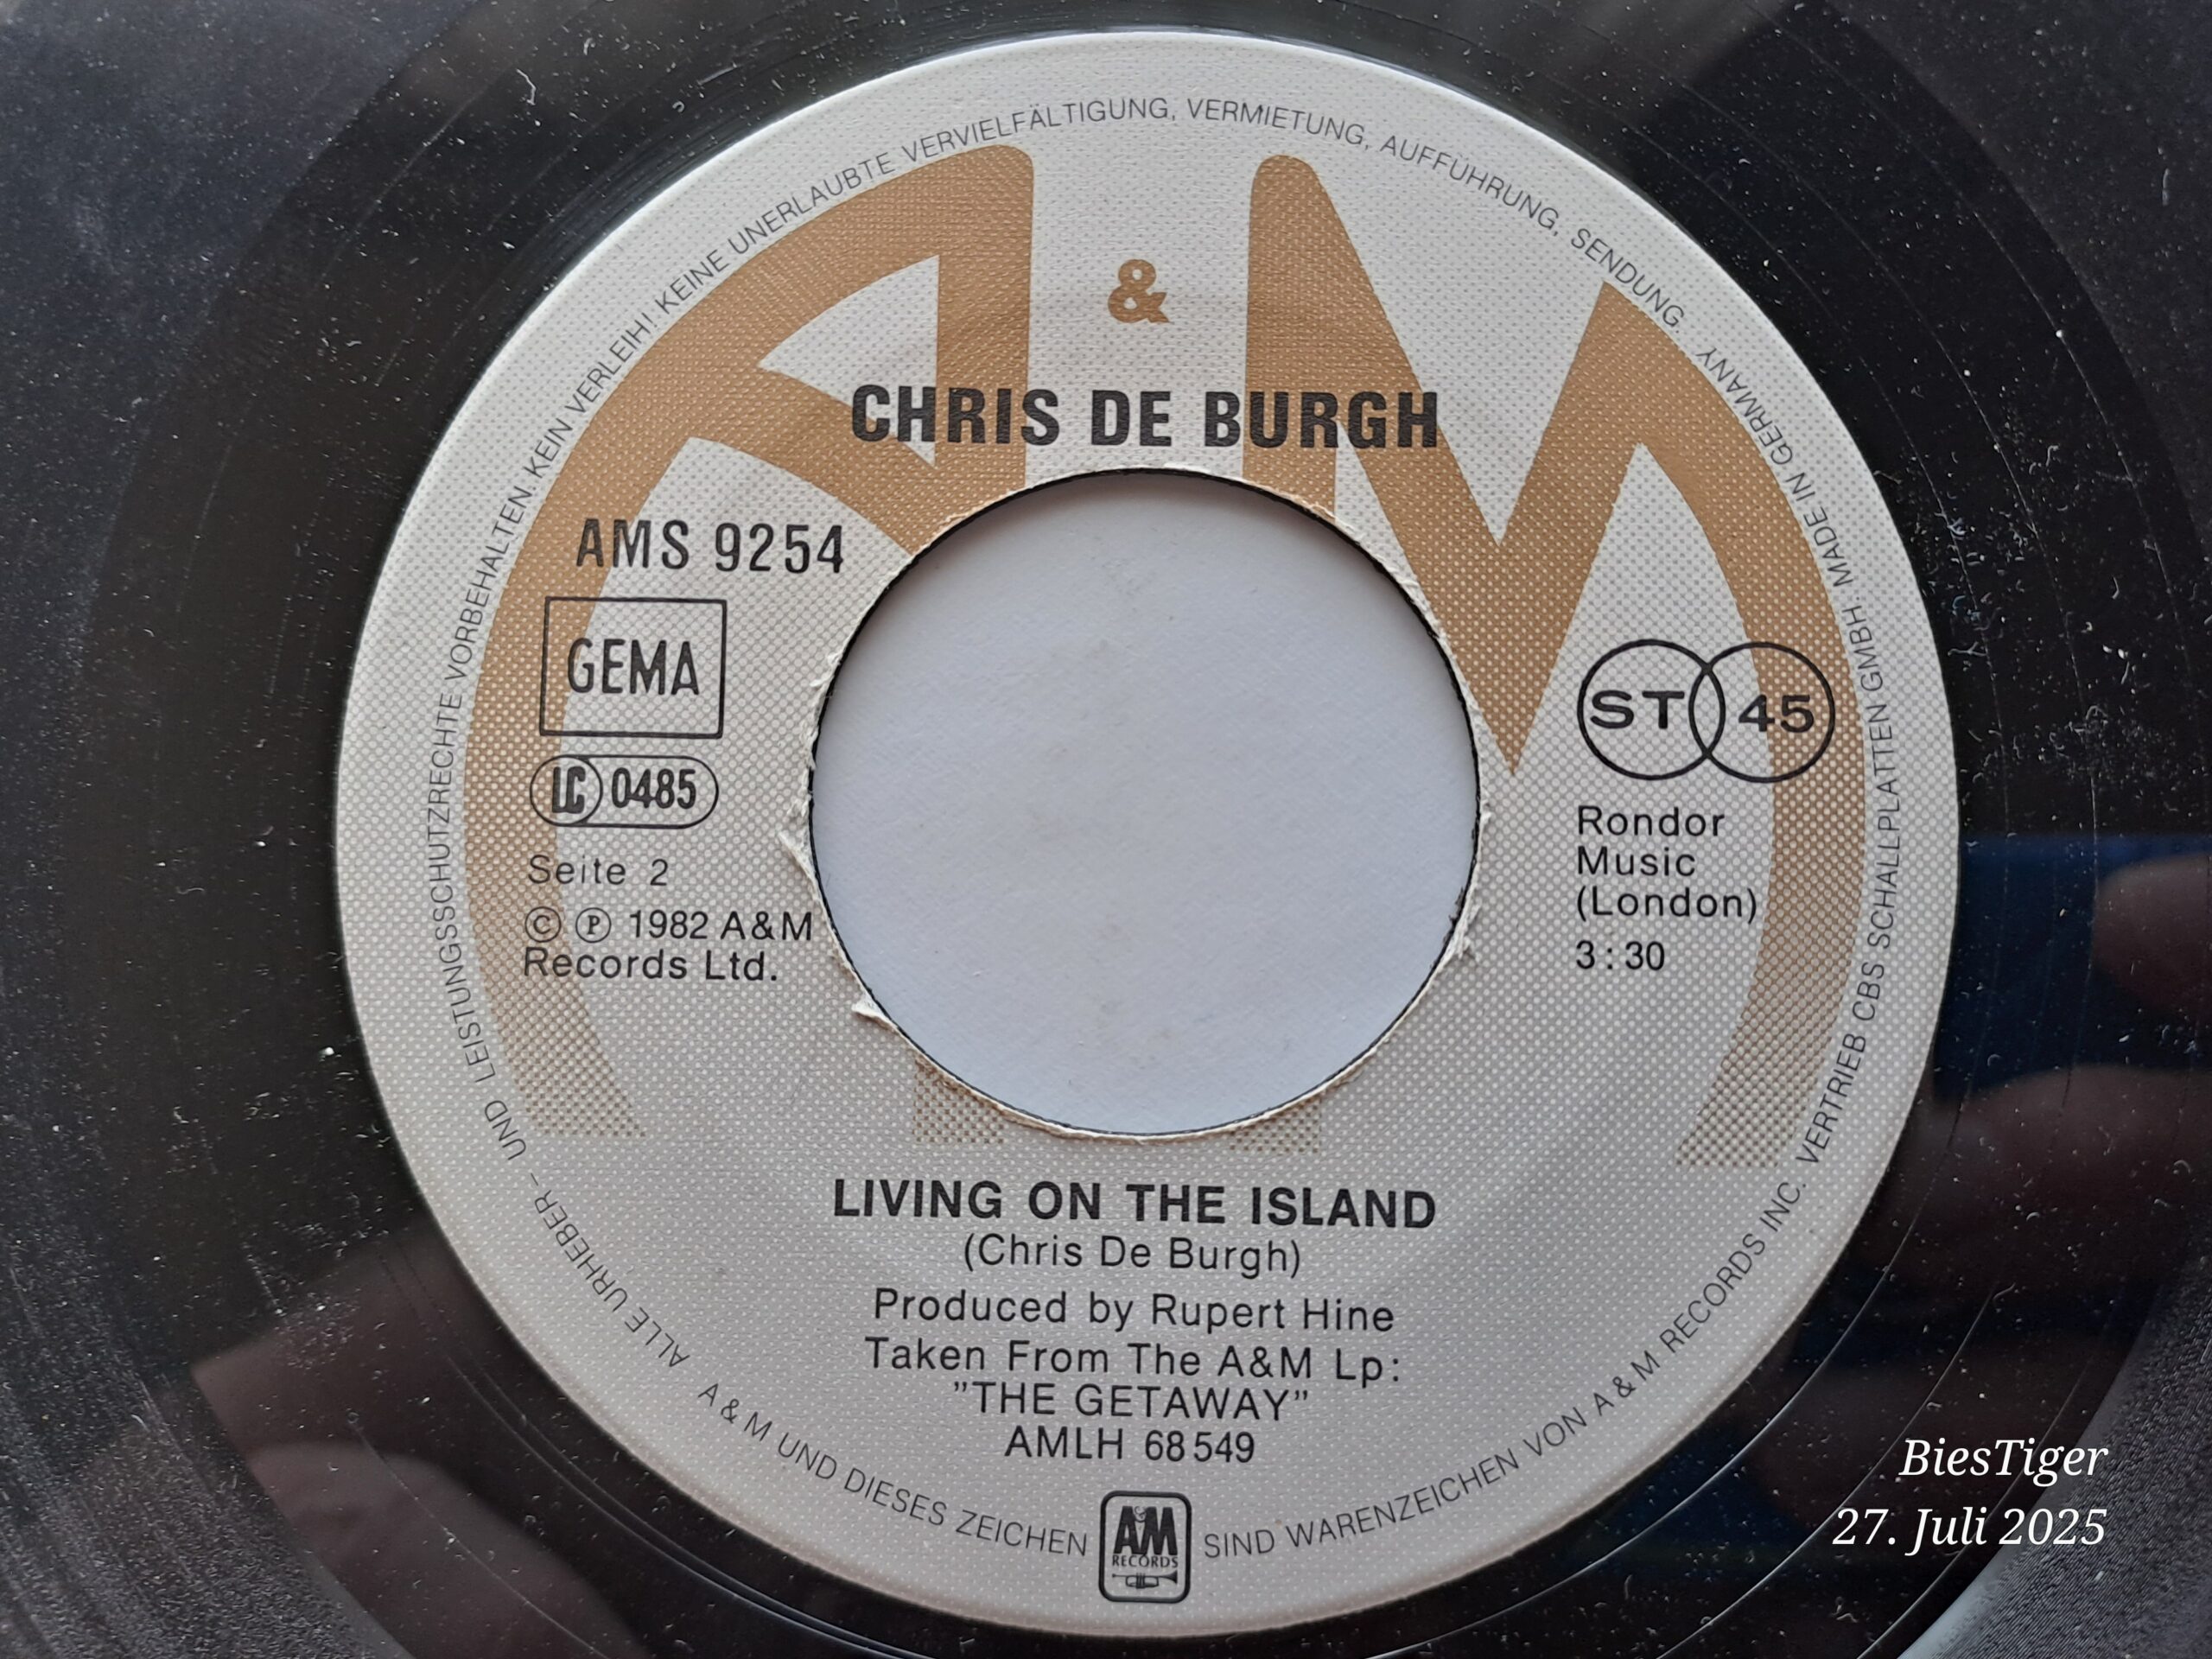 ALLE URHEBER- UND LEISTUNGSSCHUTZRECHTE VORBEHALTEN. KEIN VERLEIH! KEINE UNERLAUBTE VERVIELFÄLTIGUNG, VERMIETUNG, AUFFÜHRUNG, SENDUNG.
MADE IN GERMANY
A&M
CHRIS DE BURGH
AMS 9254
GEMA
LC 0485
Seite 2
© ℗ 1982 A&M
Records Ltd.
ST 45
Rondor
Music
(London)
3:30
LIVING ON THE ISLAND
(Chris De Burgh)
Produced by Rupert Hine
Taken From The A&M Lp:
"THE GETAWAY"
AMLH 68549
A & M UND DIESES ZEICHEN
A&M
RECORDS
SIND WARENZEICHEN VON A & M RECORDS INC. VERTRIEB CBS SCHALLPLATTEN GMBH.
BiesTiger
27. Juli 2025